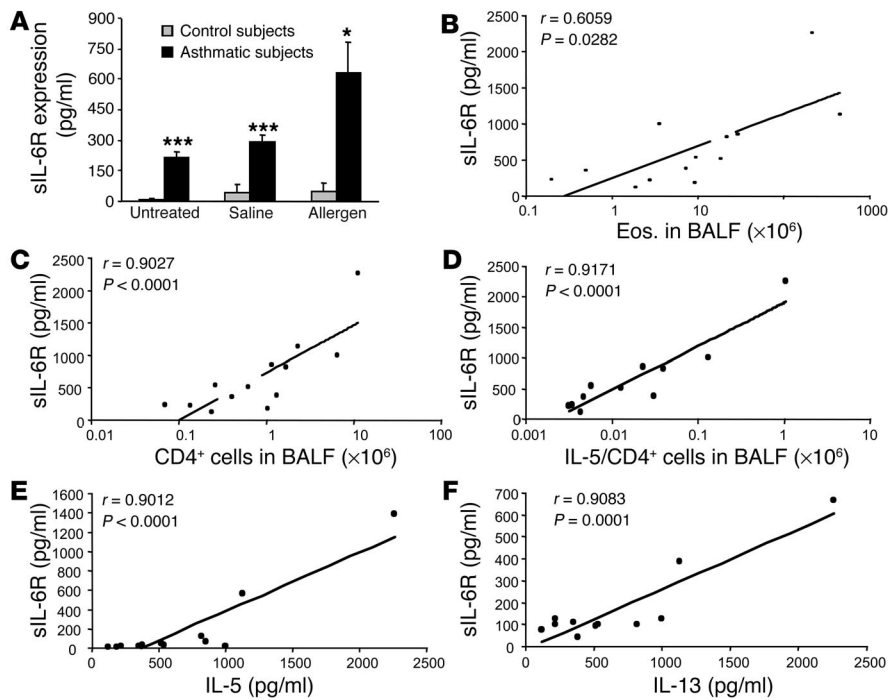 A
sIL-6R expression
(pg/ml)
900
750
600
450
300
150
0
Control subjects
Asthmatic subjects
***
***
*
Untreated Saline Allergen
B
r = 0.6059
P = 0.0282
sIL-6R (pg/ml)
2500
2000
1500
1000
500
0
0.1 10 10 1000
Eos. in BALF (×10⁶)
C
r = 0.9027
P < 0.0001
sIL-6R (pg/ml)
2500
2000
1500
1000
500
0
0.01 0.1 1 10 100
CD4⁺ cells in BALF (×10⁶)
D
r = 0.9171
P < 0.0001
sIL-6R (pg/ml)
2500
2000
1500
1000
500
0
0.001 0.01 0.1 1 10
IL-5/CD4⁺ cells in BALF (×10⁶)
E
r = 0.9012
P < 0.0001
sIL-6R (pg/ml)
1600
1400
1200
1000
800
600
400
200
0
0 500 1000 1500 2000 2500
IL-5 (pg/ml)
F
r = 0.9083
P = 0.0001
sIL-6R (pg/ml)
700
600
500
400
300
200
100
0
0 500 1000 1500 2000 2500
IL-13 (pg/ml)